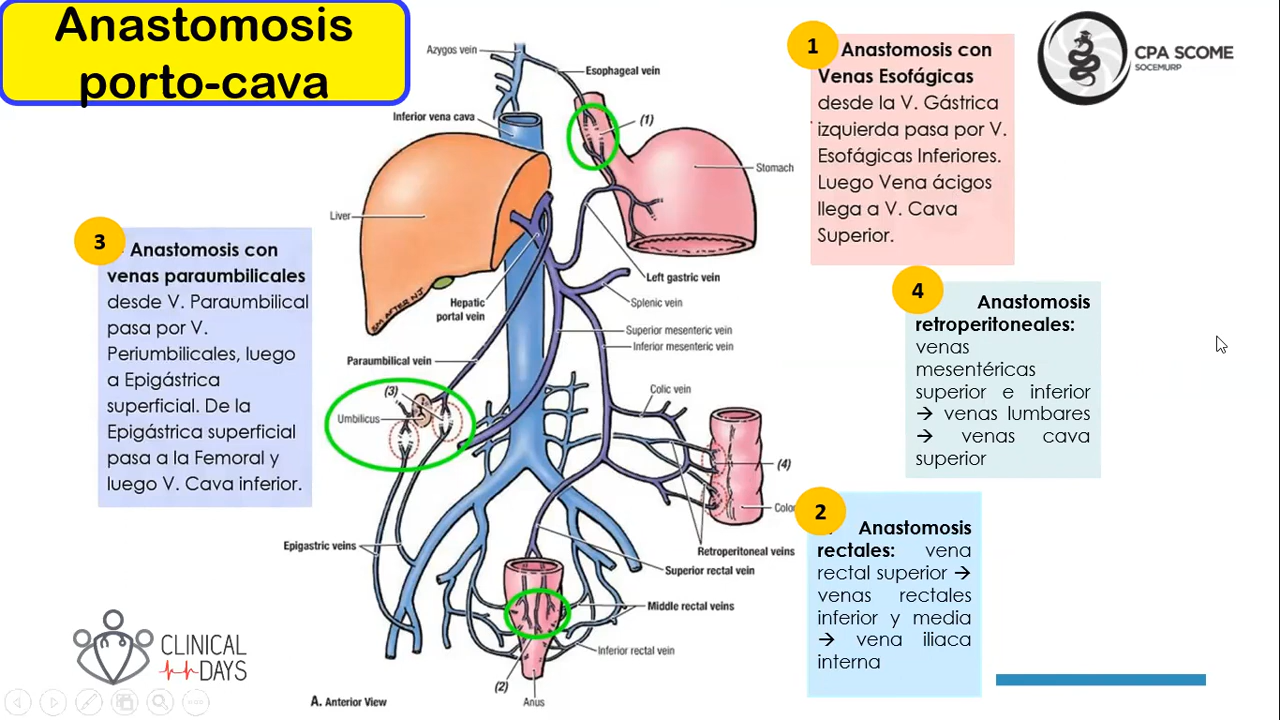 Anastomosis
porto-cava
1
Anastomosis con
Venas Esofágicas
desde la V. Gástrica
izquierda pasa por V.
Esofágicas Inferiores.
Luego Vena ácigos
llega a V. Cava
Superior.
CPA SCOME
SOCEMURP
3
Anastomosis con
venas paraumbilicales
desde V. Paraumbilical
pasa por V.
Periumbilicales, luego
a Epigástrica
superficial. De la
Epigástrica superficial
pasa a la Femoral y
luego V. Cava inferior.
4
Anastomosis
retroperitoneales:
venas
mesentéricas
superior e inferior
→ venas lumbares
→ venas cava
superior
2
Anastomosis
rectales: vena
rectal superior →
venas rectales
inferior y media
→ vena iliaca
interna
Azygos vein
Esophageal vein
Inferior vena cava
(1)
Stomach
Liver
Left gastric vein
Hepatic
portal vein
Splenic vein
SM AFTER NJ
Superior mesenteric vein
Inferior mesenteric vein
Paraumbilical vein
(3)
Colic vein
Umbilicus
(4)
Colon
Epigastric veins
Retroperitoneal veins
Superior rectal vein
Middle rectal veins
Inferior rectal vein
(2)
Anus
A. Anterior View
CLINICAL
DAYS